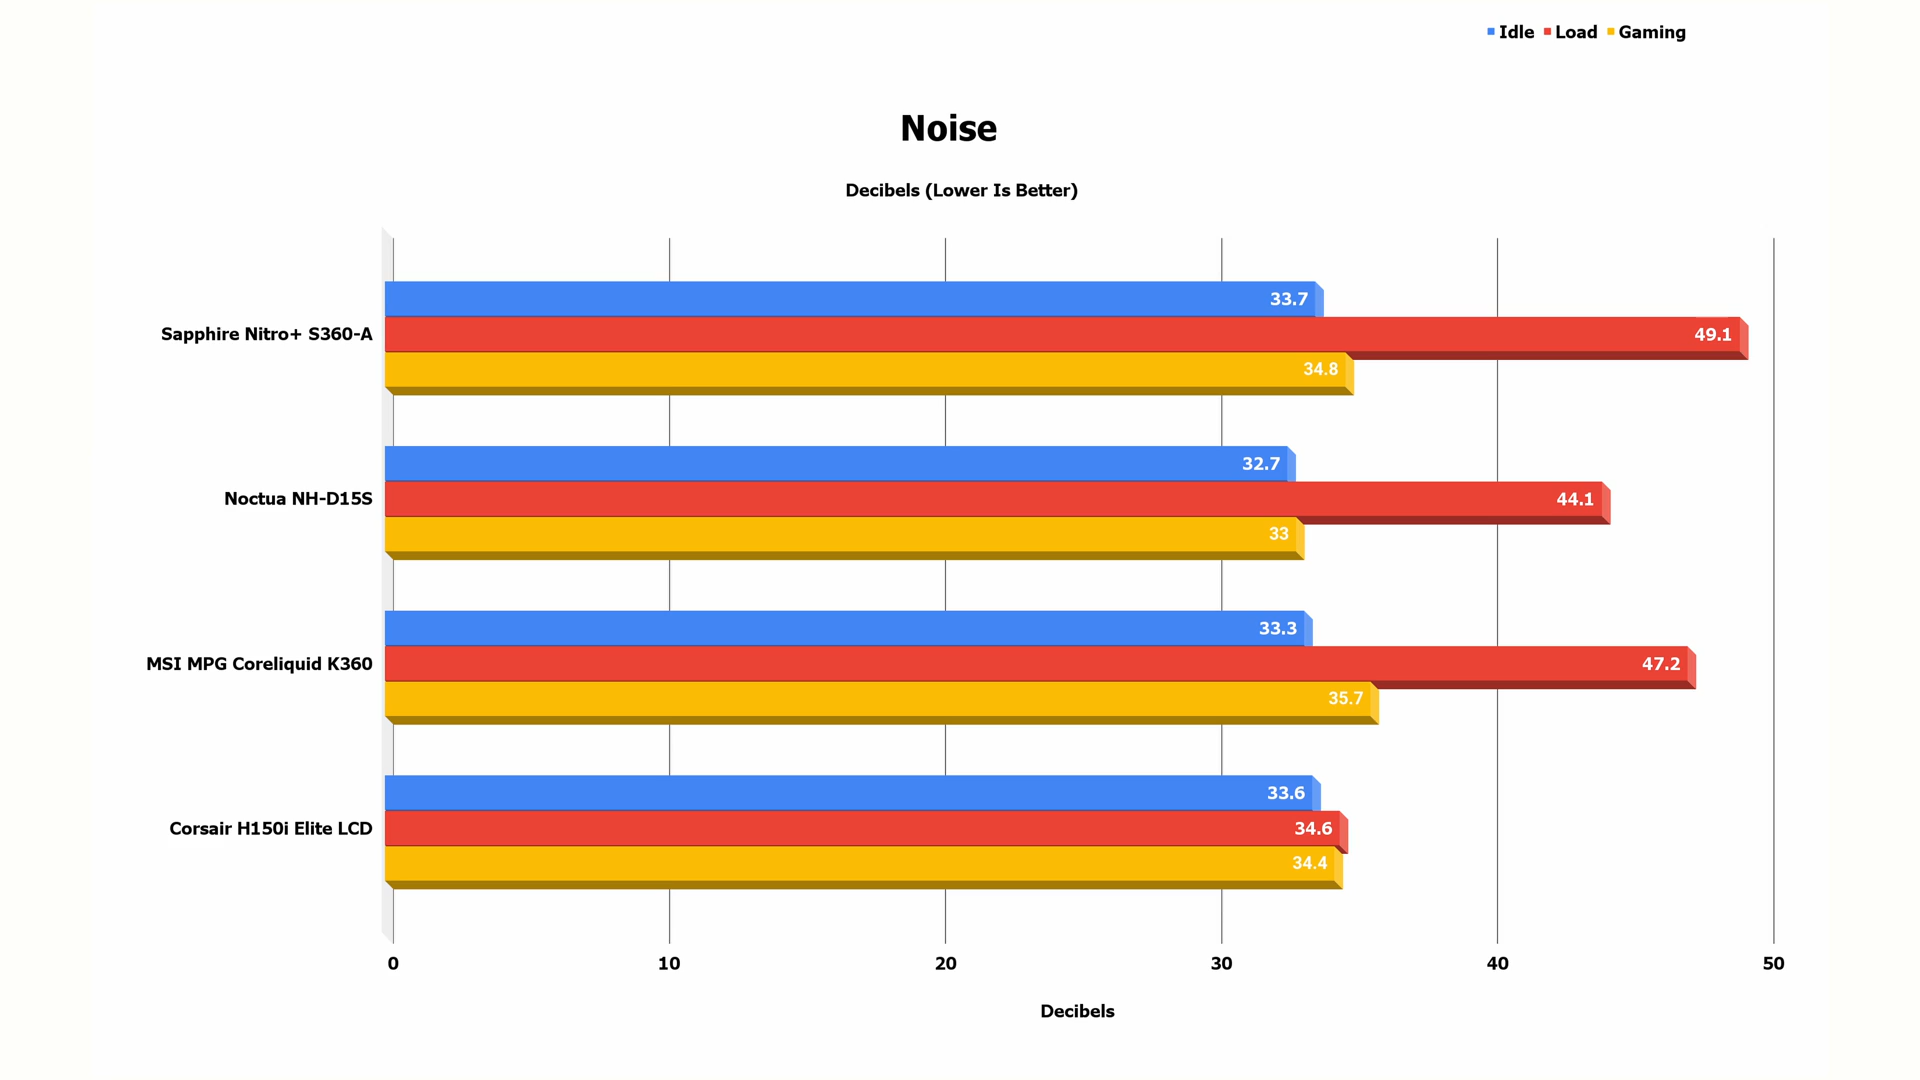 Idle Load Gaming
Noise
Decibels (Lower Is Better)
Sapphire Nitro+ S360-A
33.7
49.1
34.8
Noctua NH-D15S
32.7
44.1
33
MSI MPG Coreliquid K360
33.3
47.2
35.7
Corsair H150i Elite LCD
33.6
34.6
34.4
0 10 20 30 40 50
Decibels